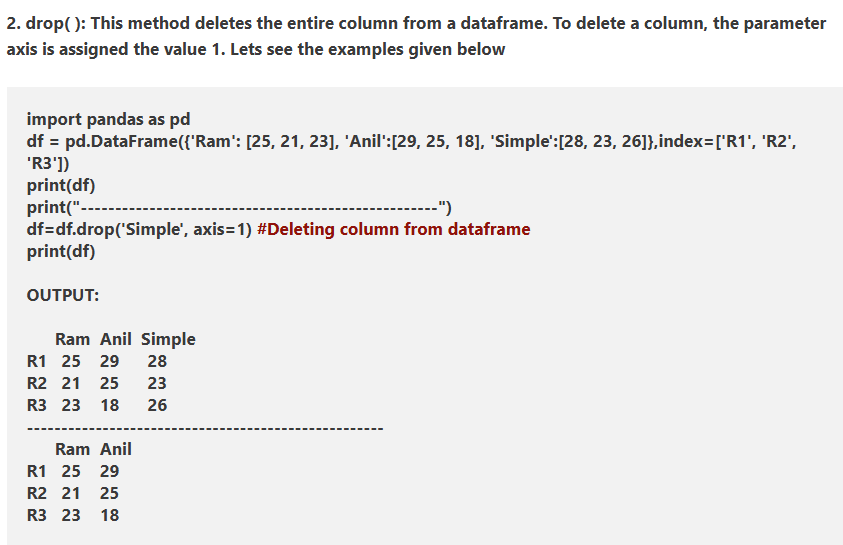 2. drop( ): This method deletes the entire column from a dataframe. To delete a column, the parameter
axis is assigned the value 1. Lets see the examples given below
import pandas as pd
df = pd.DataFrame({'Ram': [25, 21, 23], 'Anil':[29, 25, 18], 'Simple':[28, 23, 26]},index=['R1', 'R2',
'R3'])
print(df)
print("----------------------------------------------------")
df=df.drop('Simple', axis=1) #Deleting column from dataframe
print(df)
OUTPUT:
Ram Anil Simple
R1 25 29 28
R2 21 25 23
R3 23 18 26
----------------------------------------------------
Ram Anil
R1 25 29
R2 21 25
R3 23 18